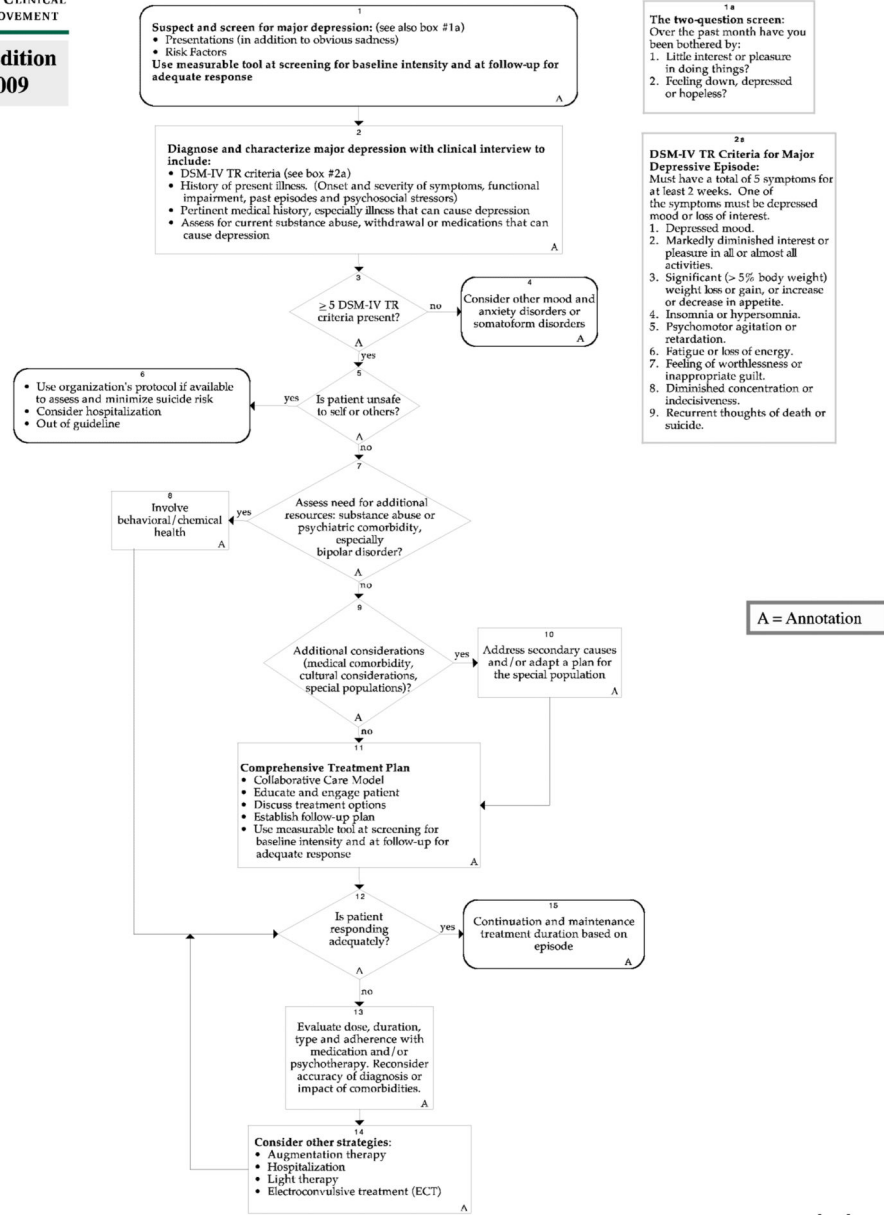 CLINICAL
OVEMENT
dition
009
1
Suspect and screen for major depression: (see also box #1a)
• Presentations (in addition to obvious sadness)
• Risk Factors
Use measurable tool at screening for baseline intensity and at follow-up for
adequate response
A
1a
The two-question screen:
Over the past month have you
been bothered by:
1. Little interest or pleasure
in doing things?
2. Feeling down, depressed
or hopeless?
2
Diagnose and characterize major depression with clinical interview to
include:
• DSM-IV TR criteria (see box #2a)
• History of present illness. (Onset and severity of symptoms, functional
impairment, past episodes and psychosocial stressors)
• Pertinent medical history, especially illness that can cause depression
• Assess for current substance abuse, withdrawal or medications that can
cause depression
A
2a
DSM-IV TR Criteria for Major
Depressive Episode:
Must have a total of 5 symptoms for
at least 2 weeks. One of
the symptoms must be depressed
mood or loss of interest.
1. Depressed mood.
2. Markedly diminished interest or
pleasure in all or almost all
activities.
3. Significant (> 5% body weight)
weight loss or gain, or increase
or decrease in appetite.
4. Insomnia or hypersomnia.
5. Psychomotor agitation or
retardation.
6. Fatigue or loss of energy.
7. Feeling of worthlessness or
inappropriate guilt.
8. Diminished concentration or
indecisiveness.
9. Recurrent thoughts of death or
suicide.
3
≥ 5 DSM-IV TR
criteria present?
A
no
4
Consider other mood and
anxiety disorders or
somatoform disorders
A
yes
5
Is patient unsafe
to self or others?
A
yes
6
• Use organization's protocol if available
to assess and minimize suicide risk
• Consider hospitalization
• Out of guideline
no
7
Assess need for additional
resources: substance abuse or
psychiatric comorbidity,
especially
bipolar disorder?
A
yes
8
Involve
behavioral/chemical
health
A
no
9
Additional considerations
(medical comorbidity,
cultural considerations,
special populations)?
A
yes
10
Address secondary causes
and/or adapt a plan for
the special population
A
A = Annotation
no
11
Comprehensive Treatment Plan
• Collaborative Care Model
• Educate and engage patient
• Discuss treatment options
• Establish follow-up plan
• Use measurable tool at screening for
baseline intensity and at follow-up for
adequate response
A
12
Is patient
responding
adequately?
A
yes
15
Continuation and maintenance
treatment duration based on
episode
A
no
13
Evaluate dose, duration,
type and adherence with
medication and/or
psychotherapy. Reconsider
accuracy of diagnosis or
impact of comorbidities.
A
14
Consider other strategies:
• Augmentation therapy
• Hospitalization
• Light therapy
• Electroconvulsive treatment (ECT)
A